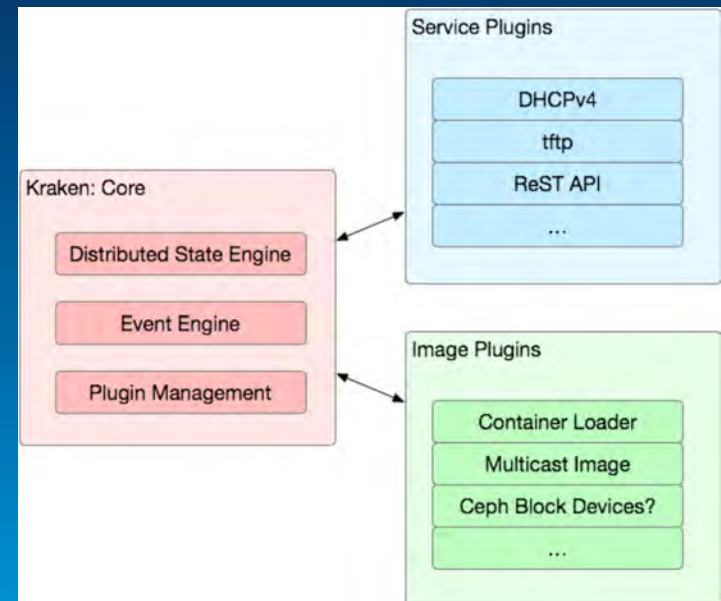 Kraken: Core
Distributed State Engine
Event Engine
Plugin Management
Service Plugins
DHCPv4
tftp
ReST API
...
Image Plugins
Container Loader
Multicast Image
Ceph Block Devices?
...